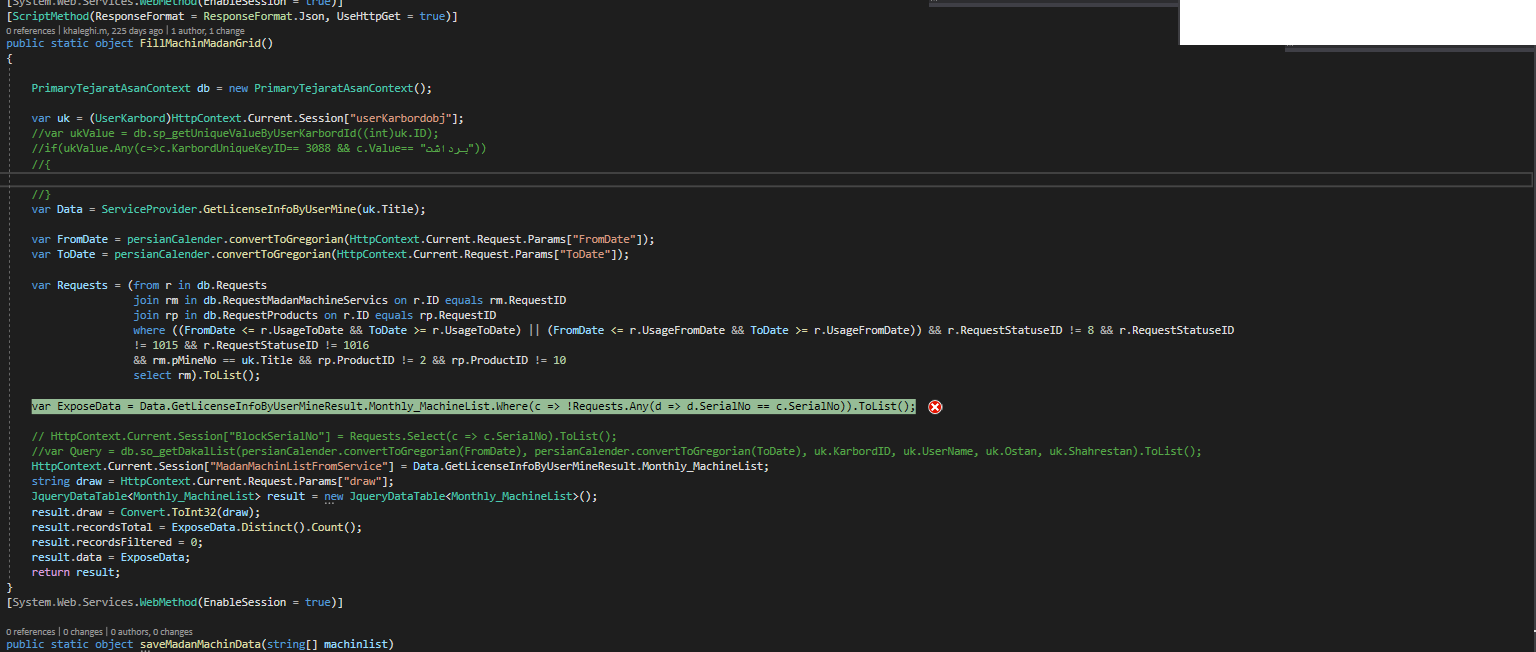 [System.Web.Services.WebMethod(EnableSession = true)]
[ScriptMethod(ResponseFormat = ResponseFormat.Json, UseHttpGet = true)]
0 references | khaleghi.m, 225 days ago | 1 author, 1 change
public static object FillMachinMadanGrid()
{
PrimaryTejaratAsanContext db = new PrimaryTejaratAsanContext();
var uk = (UserKarbord)HttpContext.Current.Session["userKarbordobj"];
//var ukValue = db.sp_getUniqueValueByUserKarbordId((int)uk.ID);
//if(ukValue.Any(c=>c.KarbordUniqueKeyID== 3088 && c.Value== "برداشت"))
//{
//}
var Data = ServiceProvider.GetLicenseInfoByUserMine(uk.Title);
var FromDate = persianCalender.convertToGregorian(HttpContext.Current.Request.Params["FromDate"]);
var ToDate = persianCalender.convertToGregorian(HttpContext.Current.Request.Params["ToDate"]);
var Requests = (from r in db.Requests
join rm in db.RequestMadanMachineServics on r.ID equals rm.RequestID
join rp in db.RequestProducts on r.ID equals rp.RequestID
where ((FromDate <= r.UsageToDate && ToDate >= r.UsageToDate) || (FromDate <= r.UsageFromDate && ToDate >= r.UsageFromDate)) && r.RequestStatuseID != 8 && r.RequestStatuseID
!= 1015 && r.RequestStatuseID != 1016
&& rm.pMineNo == uk.Title && rp.ProductID != 2 && rp.ProductID != 10
select rm).ToList();
var ExposeData = Data.GetLicenseInfoByUserMineResult.Monthly_MachineList.Where(c => !Requests.Any(d => d.SerialNo == c.SerialNo)).ToList();
// HttpContext.Current.Session["BlockSerialNo"] = Requests.Select(c => c.SerialNo).ToList();
//var Query = db.so_getDakalList(persianCalender.convertToGregorian(FromDate), persianCalender.convertToGregorian(ToDate), uk.KarbordID, uk.UserName, uk.Ostan, uk.Shahrestan).ToList();
HttpContext.Current.Session["MadanMachinListFromService"] = Data.GetLicenseInfoByUserMineResult.Monthly_MachineList;
string draw = HttpContext.Current.Request.Params["draw"];
JqueryDataTable<Monthly_MachineList> result = new JqueryDataTable<Monthly_MachineList>();
result.draw = Convert.ToInt32(draw);
result.recordsTotal = ExposeData.Distinct().Count();
result.recordsFiltered = 0;
result.data = ExposeData;
return result;
}
[System.Web.Services.WebMethod(EnableSession = true)]
0 references | 0 changes | 0 authors, 0 changes
public static object saveMadanMachinData(string[] machinlist)